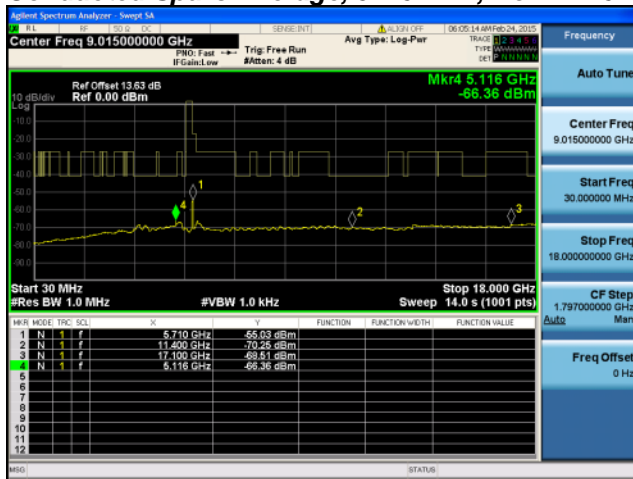 Agilent Spectrum Analyzer - Swept SA
RL RF 50 Ω DC SENSE:INT ALIGN OFF 06:05:14 AM Feb 24, 2015
Center Freq 9.015000000 GHz Avg Type: Log-Pwr TRACE 1 2 3 4 5 6
PNO: Fast Trig: Free Run TYPE
IFGain:Low #Atten: 4 dB DET P N N N N N
Frequency
Auto Tune
Mkr4 5.116 GHz
Ref Offset 13.63 dB
10 dB/div Ref 0.00 dBm -66.36 dBm
Log
-10.0
-20.0
-30.0
-40.0
-50.0
-60.0
-70.0
-80.0
-90.0
1
4
2
3
Center Freq
9.015000000 GHz
Start Freq
30.000000 MHz
Stop Freq
18.000000000 GHz
Start 30 MHz Stop 18.000 GHz
#Res BW 1.0 MHz #VBW 1.0 kHz Sweep 14.0 s (1001 pts)
CF Step
1.797000000 GHz
Auto Man
Freq Offset
0 Hz
MKR MODE TRC SCL X Y FUNCTION FUNCTION WIDTH FUNCTION VALUE
1 N 1 f 5.710 GHz -55.03 dBm
2 N 1 f 11.400 GHz -70.25 dBm
3 N 1 f 17.100 GHz -68.51 dBm
4 N 1 f 5.116 GHz -66.36 dBm
5
6
7
8
9
10
11
12
MSG STATUS